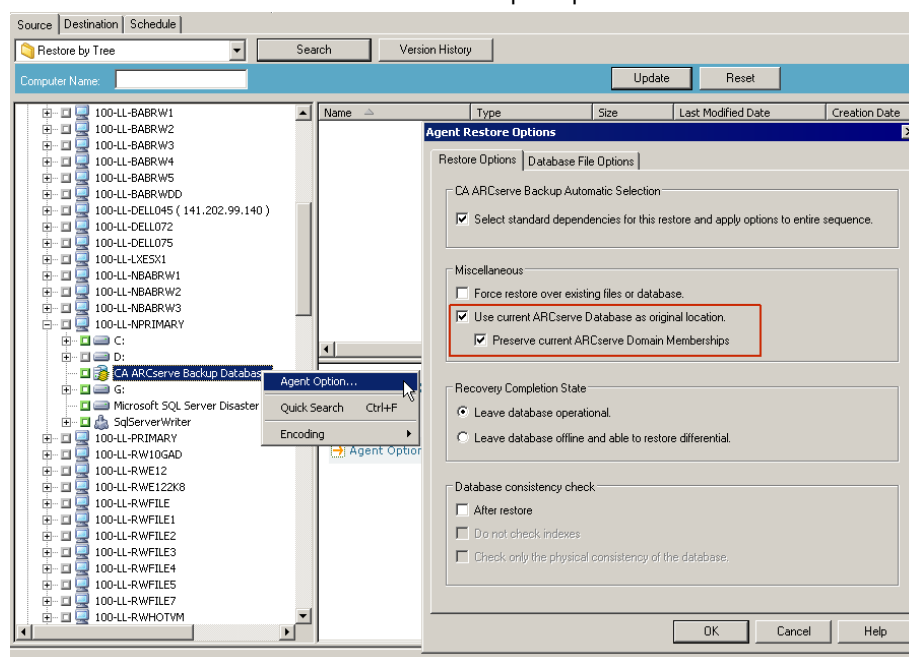 Source Destination Schedule
Restore by Tree Search Version History
Computer Name: Update Reset
Name Type Size Last Modified Date Creation Date
100-LL-BABRW1
100-LL-BABRW2
100-LL-BABRW3
100-LL-BABRW4
100-LL-BABRW5
100-LL-BABRWDD
100-LL-DELL045 ( 141.202.99.140 )
100-LL-DELL072
100-LL-DELL075
100-LL-LXESX1
100-LL-NBABRW1
100-LL-NBABRW2
100-LL-NBABRW3
100-LL-NPRIMARY
C:
D:
CA ARCserve Backup Databas
G:
Microsoft SQL Server Disaster
SqlServerWriter
100-LL-PRIMARY
100-LL-RW10GAD
100-LL-RWE12
100-LL-RWE122K8
100-LL-RWFILE
100-LL-RWFILE1
100-LL-RWFILE2
100-LL-RWFILE3
100-LL-RWFILE4
100-LL-RWFILE5
100-LL-RWFILE7
100-LL-RWHOTVM
Agent Option...
Quick Search Ctrl+F
Encoding
Agent Option
Agent Restore Options
Restore Options Database File Options
CA ARCserve Backup Automatic Selection
Select standard dependencies for this restore and apply options to entire sequence.
Miscellaneous
Force restore over existing files or database.
Use current ARCserve Database as original location.
Preserve current ARCserve Domain Memberships
Recovery Completion State
Leave database operational.
Leave database offline and able to restore differential.
Database consistency check
After restore
Do not check indexes
Check only the physical consistency of the database.
OK Cancel Help